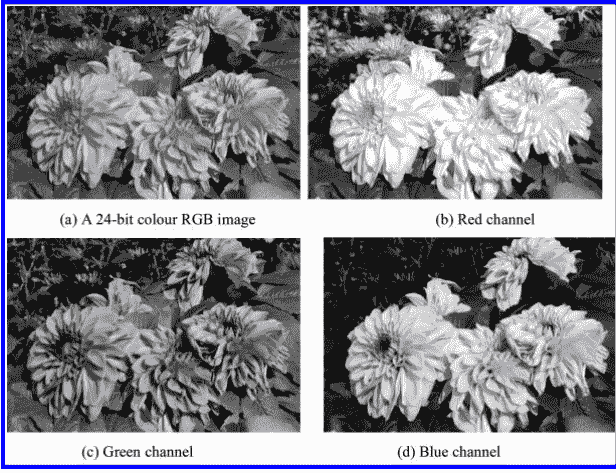 (a) A 24-bit colour RGB image
(b) Red channel
(c) Green channel
(d) Blue channel